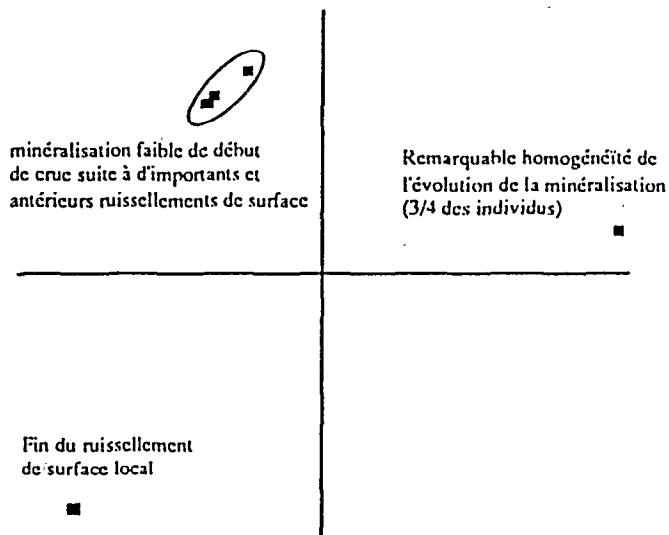 minéralisation faible de début
de crue suite à d'importants et
antérieurs ruissellements de surface
Remarquable homogénéité de
l'évolution de la minéralisation
(3/4 des individus)
Fin du ruissellement
de surface local